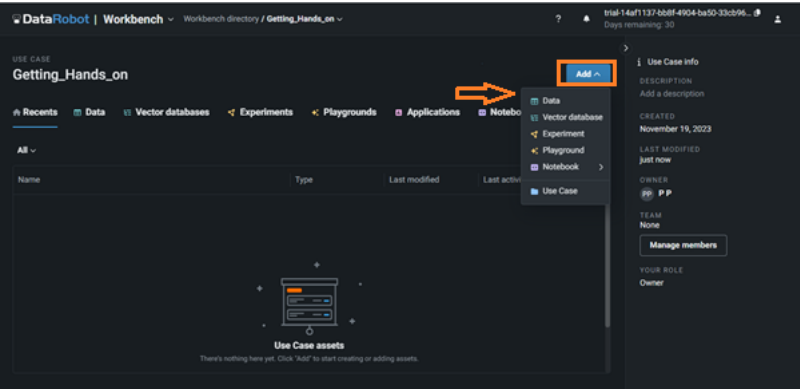 DataRobot | Workbench
Workbench directory / Getting_Hands_on
?
trial-14af1137-bb8f-4904-ba50-33cb96...
Days remaining: 30
USE CASE
Getting_Hands_on
Add
Recents
Data
Vector databases
Experiments
Playgrounds
Applications
Notebo
Data
Vector database
Experiment
Playground
Notebook
Use Case
All
Name
Type
Last modified
Last activi
Use Case assets
There's nothing here yet. Click "Add" to start creating or adding assets.
Use Case info
DESCRIPTION
Add a description
CREATED
November 19, 2023
LAST MODIFIED
just now
OWNER
PP P P
TEAM
None
Manage members
YOUR ROLE
Owner